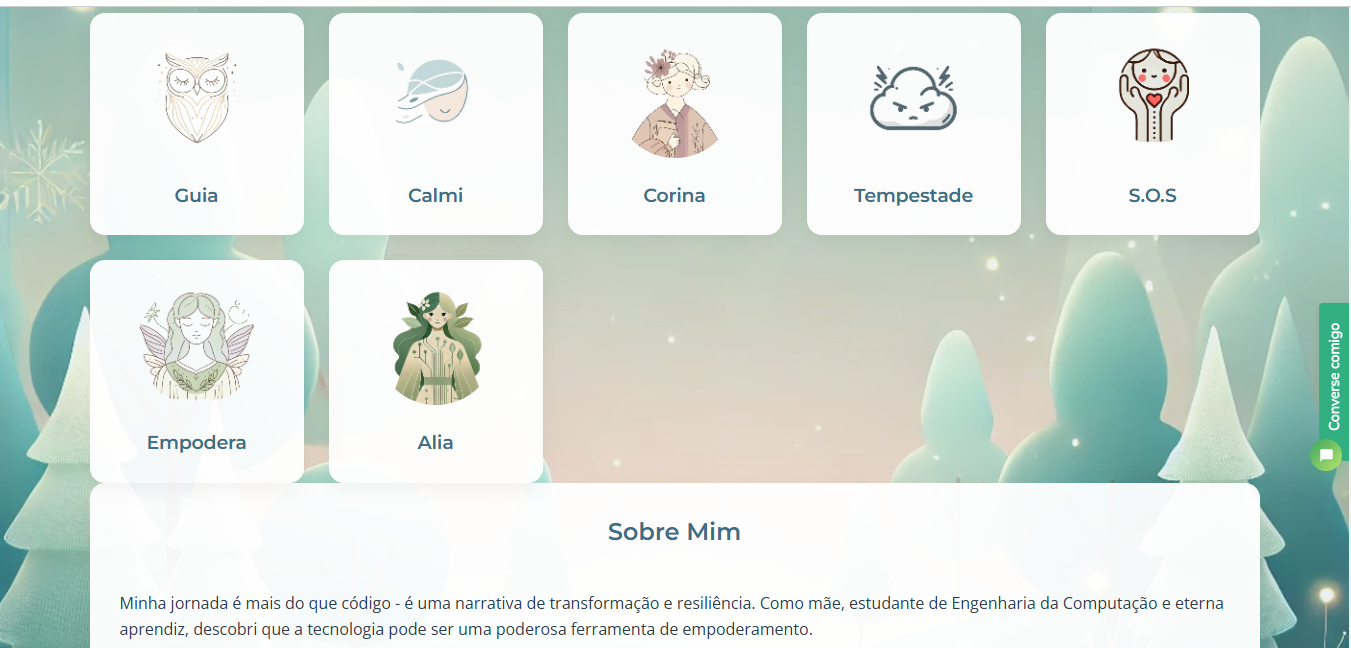 Guia
Calmi
Corina
Tempestade
S.O.S
Empodera
Alia
Converse comigo
Sobre Mim
Minha jornada é mais do que código - é uma narrativa de transformação e resiliência. Como mãe, estudante de Engenharia da Computação e eterna
aprendiz, descobri que a tecnologia pode ser uma poderosa ferramenta de empoderamento.